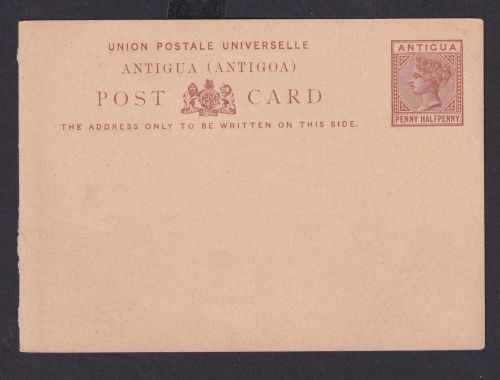 UNION POSTALE UNIVERSELLE
ANTIGUA (ANTIGOA)
POST CARD
THE ADDRESS ONLY TO BE WRITTEN ON THIS SIDE.
ANTIGUA
PENNY HALFPENNY